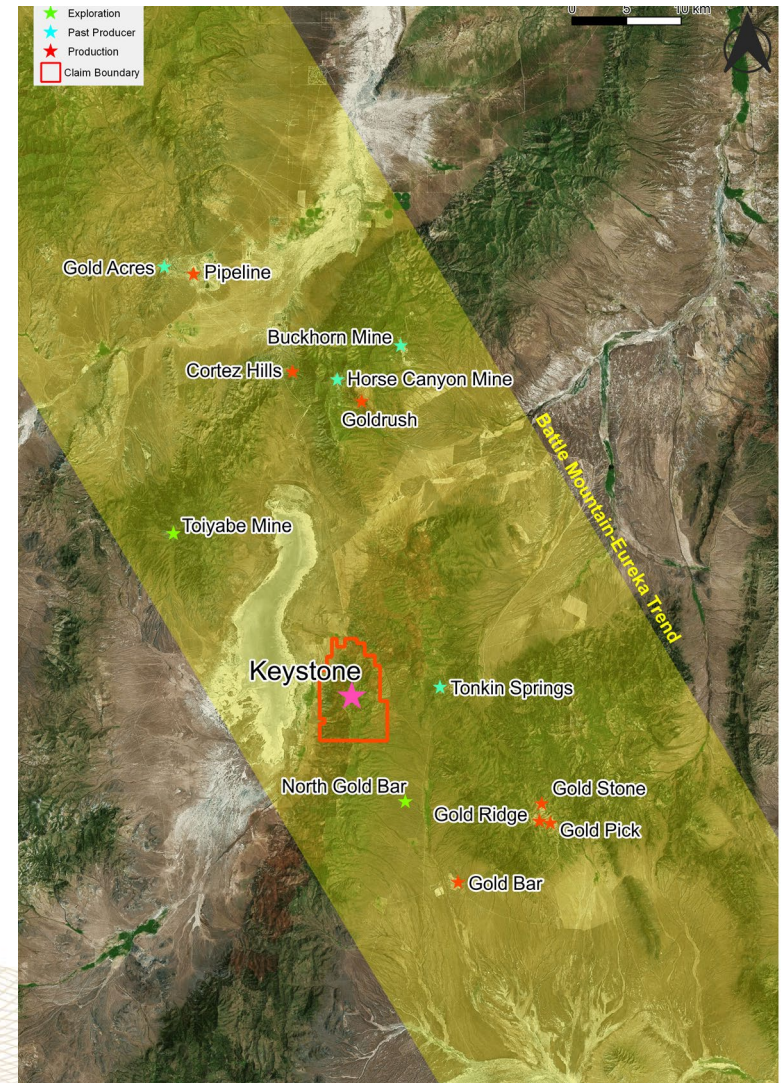 Exploration
Past Producer
Production
Claim Boundary
0 5 10 km
Gold Acres
Pipeline
Buckhorn Mine
Cortez Hills
Horse Canyon Mine
Goldrush
Battle Mountain-Eureka Trend
Toiyabe Mine
Keystone
Tonkin Springs
North Gold Bar
Gold Stone
Gold Ridge
Gold Pick
Gold Bar